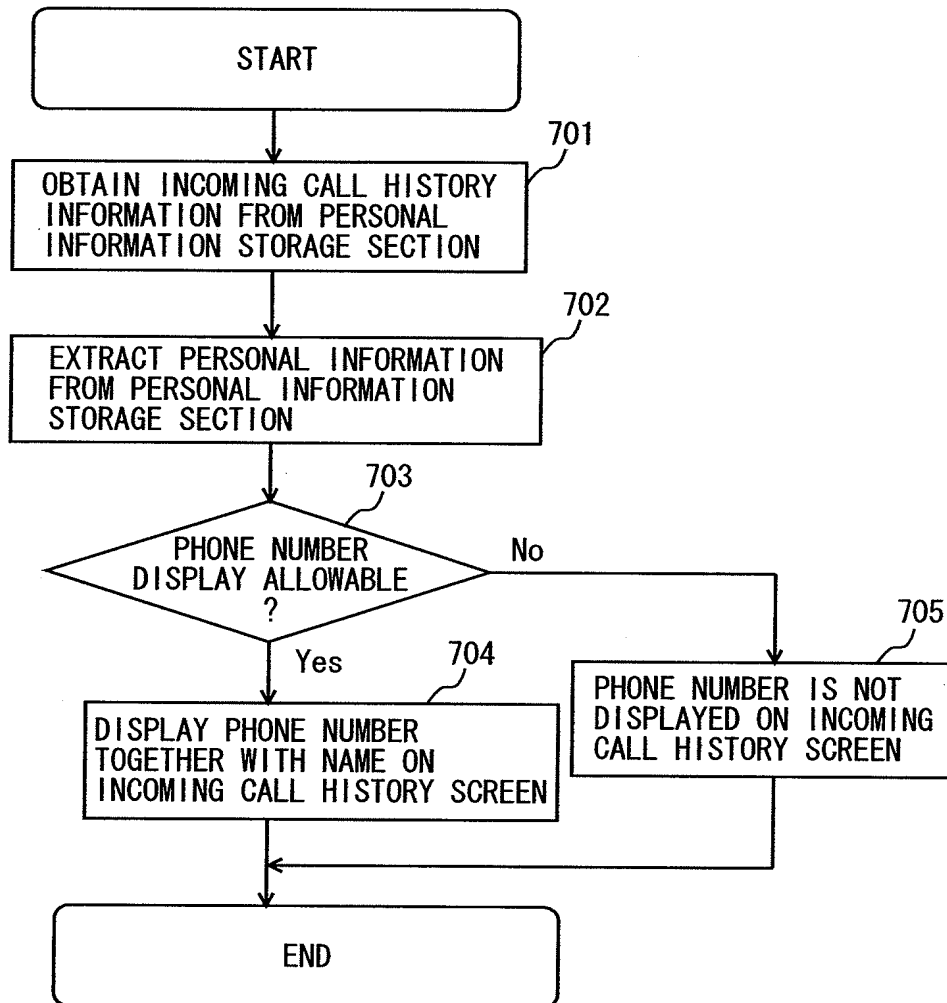 START
701
OBTAIN INCOMING CALL HISTORY
INFORMATION FROM PERSONAL
INFORMATION STORAGE SECTION
702
EXTRACT PERSONAL INFORMATION
FROM PERSONAL INFORMATION
STORAGE SECTION
703
PHONE NUMBER
DISPLAY ALLOWABLE
?
No
Yes
704
DISPLAY PHONE NUMBER
TOGETHER WITH NAME ON
INCOMING CALL HISTORY SCREEN
705
PHONE NUMBER IS NOT
DISPLAYED ON INCOMING
CALL HISTORY SCREEN
END